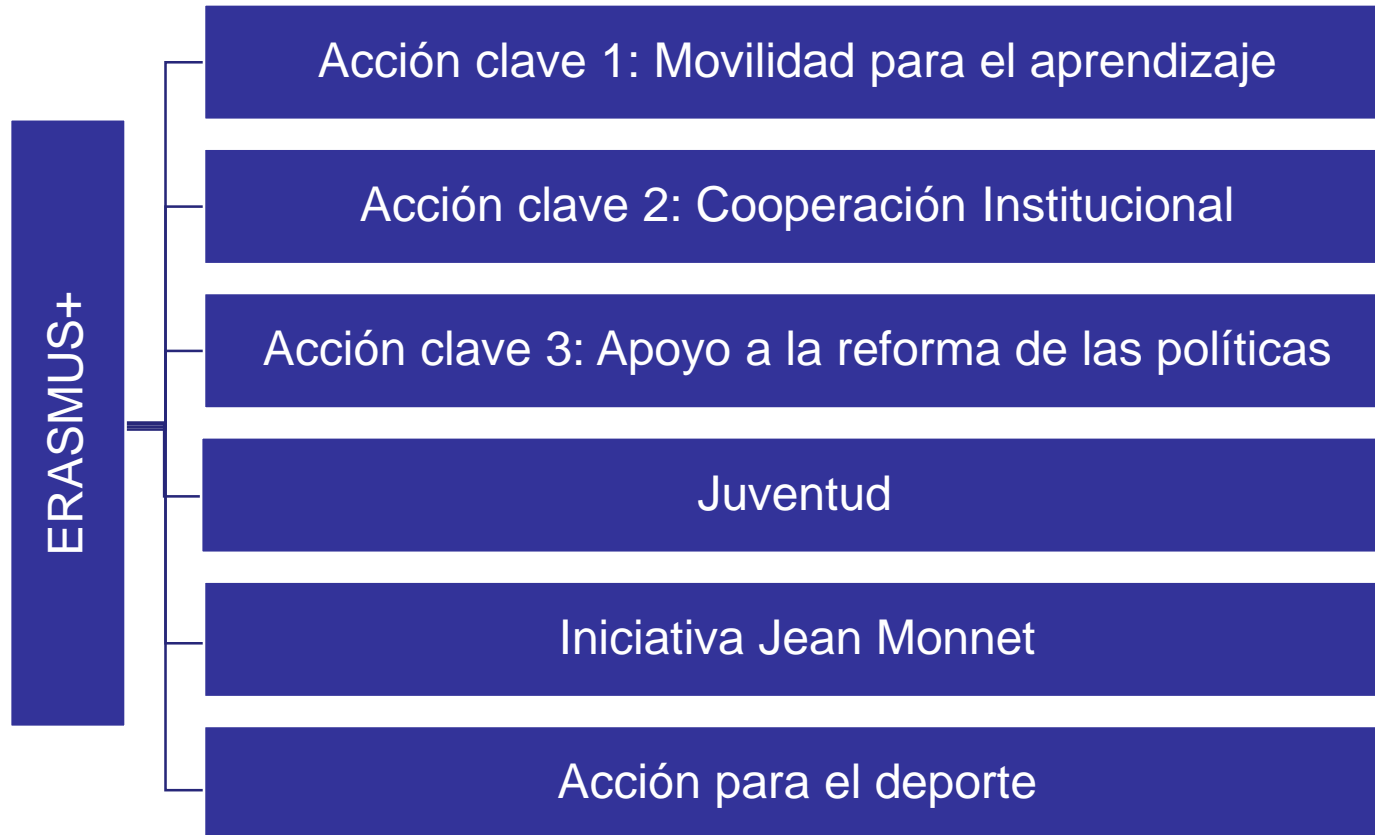 ERASMUS+
Acción clave 1: Movilidad para el aprendizaje
Acción clave 2: Cooperación Institucional
Acción clave 3: Apoyo a la reforma de las políticas
Juventud
Iniciativa Jean Monnet
Acción para el deporte